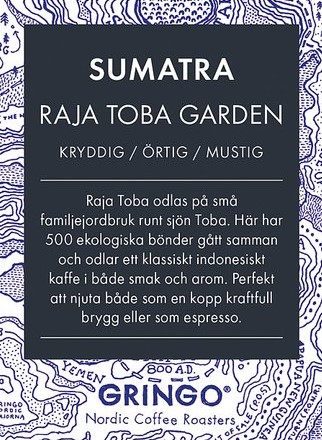 SUMATRA
RAJA TOBA GARDEN
KRYDDIG / ÖRTIG / MUSTIG
Raja Toba odlas på små
familjejordbruk runt sjön Toba. Här har
500 ekologiska bönder gått samman
och odlar ett klassiskt indonesiskt
kaffe i både smak och arom. Perfekt
att njuta både som en kopp kraftfull
brygg eller som espresso.
YEMEN
800 A.D.
GRINGO®
Nordic Coffee Roasters